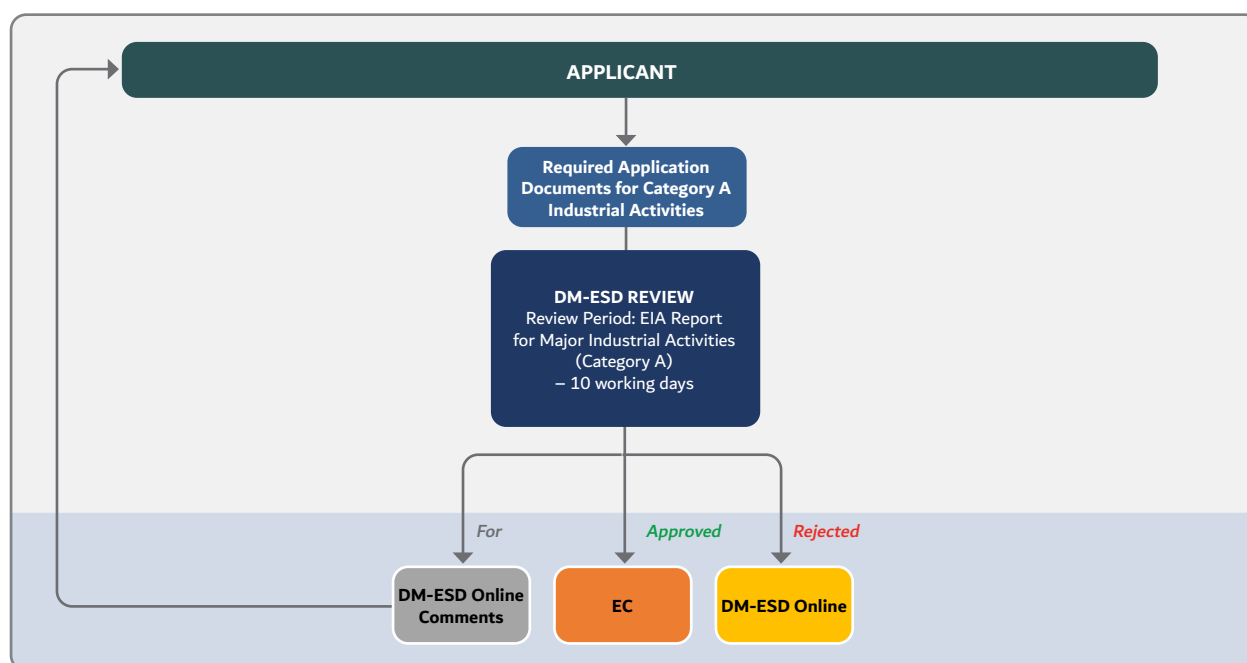 APPLICANT
Required Application
Documents for Category A
Industrial Activities
DM-ESD REVIEW
Review Period: EIA Report
for Major Industrial Activities
(Category A)
– 10 working days
For
Approved
Rejected
DM-ESD Online
Comments
EC
DM-ESD Online